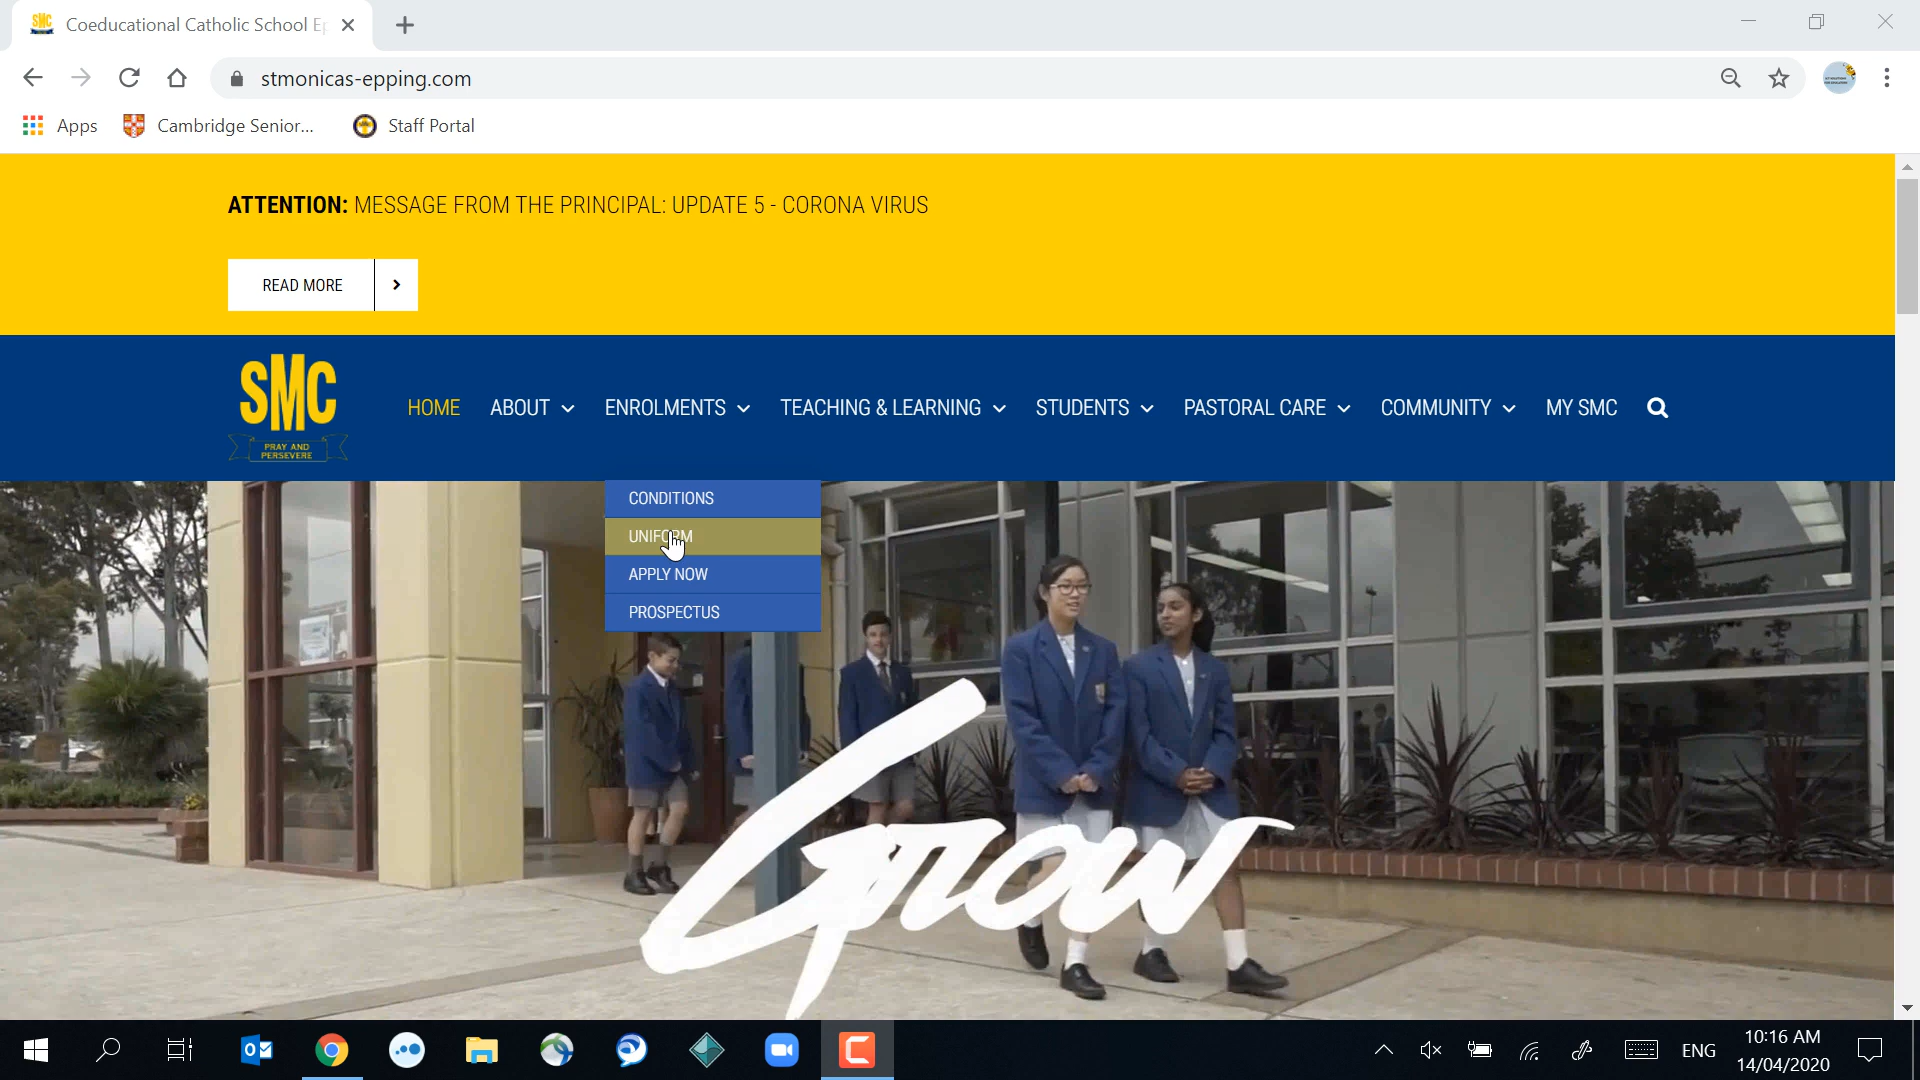 Coeducational Catholic School Ep
stmonicas-epping.com
Apps
Cambridge Senior...
Staff Portal
ATTENTION: MESSAGE FROM THE PRINCIPAL: UPDATE 5 - CORONA VIRUS
READ MORE
SMC
PRAY AND
PERSEVERE
HOME ABOUT ENROLMENTS TEACHING & LEARNING STUDENTS PASTORAL CARE COMMUNITY MY SMC
CONDITIONS
UNIFORM
APPLY NOW
PROSPECTUS
Grow
ENG
10:16 AM
14/04/2020